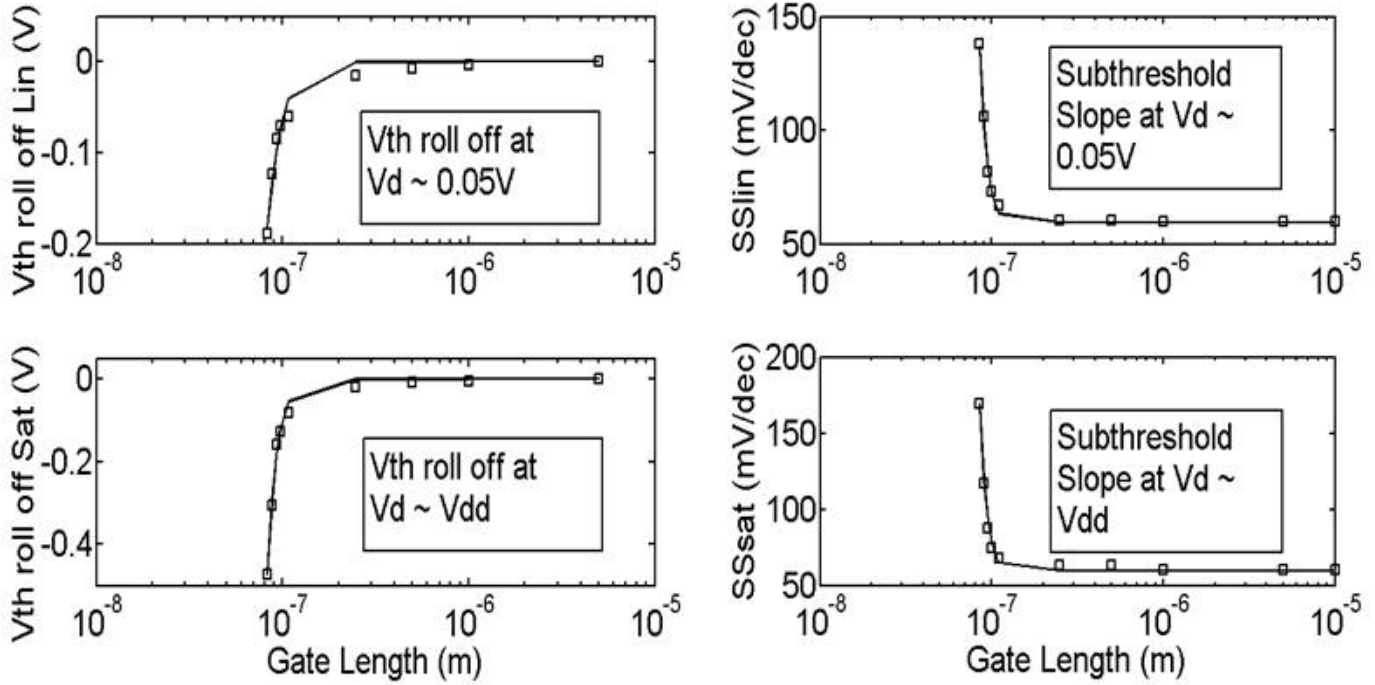 Vth roll off Lin (V)
0
-0.1
-0.2
10^-8
10^-7
10^-6
10^-5
Vth roll off at
Vd ~ 0.05V
SSlin (mV/dec)
150
100
50
10^-8
10^-7
10^-6
10^-5
Subthreshold
Slope at Vd ~
0.05V
Vth roll off Sat (V)
0
-0.2
-0.4
10^-8
10^-7
10^-6
10^-5
Gate Length (m)
Vth roll off at
Vd ~ Vdd
SSsat (mV/dec)
200
150
100
50
10^-8
10^-7
10^-6
10^-5
Gate Length (m)
Subthreshold
Slope at Vd ~
Vdd